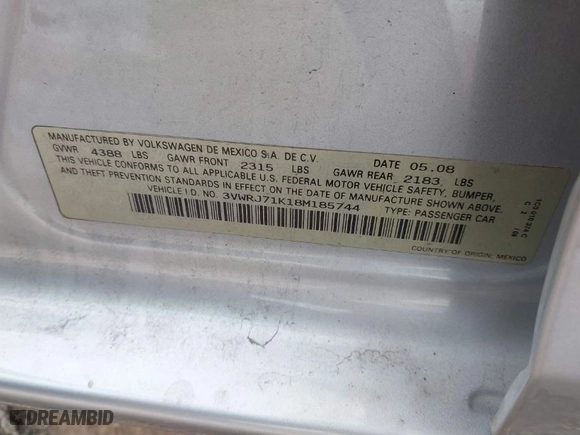 MANUFACTURED BY VOLKSWAGEN DE MEXICO S.A. DE C.V. DATE 05.08
GVWR 4388 LBS GAWR FRONT 2315 LBS GAWR REAR 2183 LBS
THIS VEHICLE CONFORMS TO ALL APPLICABLE U.S. FEDERAL MOTOR VEHICLE SAFETY, BUMPER,
AND THEFT PREVENTION STANDARDS IN EFFECT ON THE DATE OF MANUFACTURE SHOWN ABOVE.
VEHICLE I D. NO. 3VWRJ71K18M185744 TYPE: PASSENGER CAR
COUNTRY OF ORIGIN: MEXICO
DREAMBID